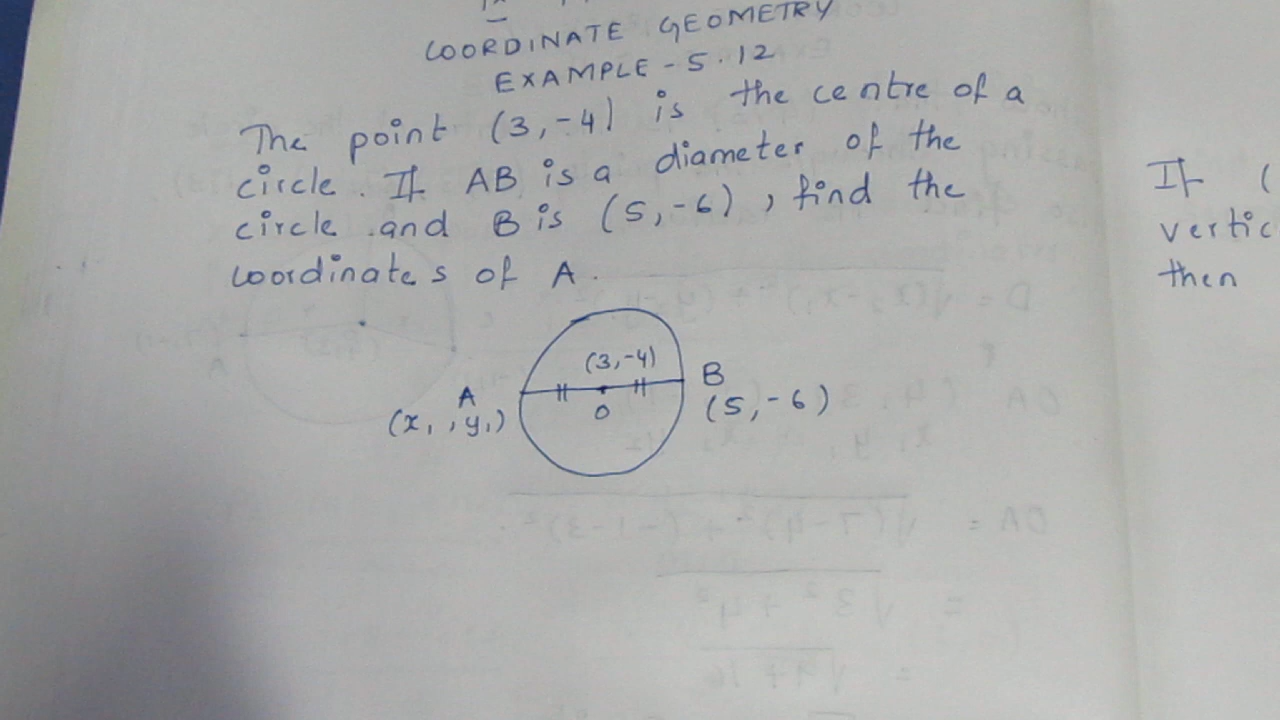 COORDINATE GEOMETRY
EXAMPLE - 5.12
The point (3,-4) is the centre of a
circle. If AB is a diameter of the
circle and B is (5,-6), find the
coordinates of A.
(3,-4)
A
B
O
(x₁, y₁)
(5,-6)
If (
vertic
then